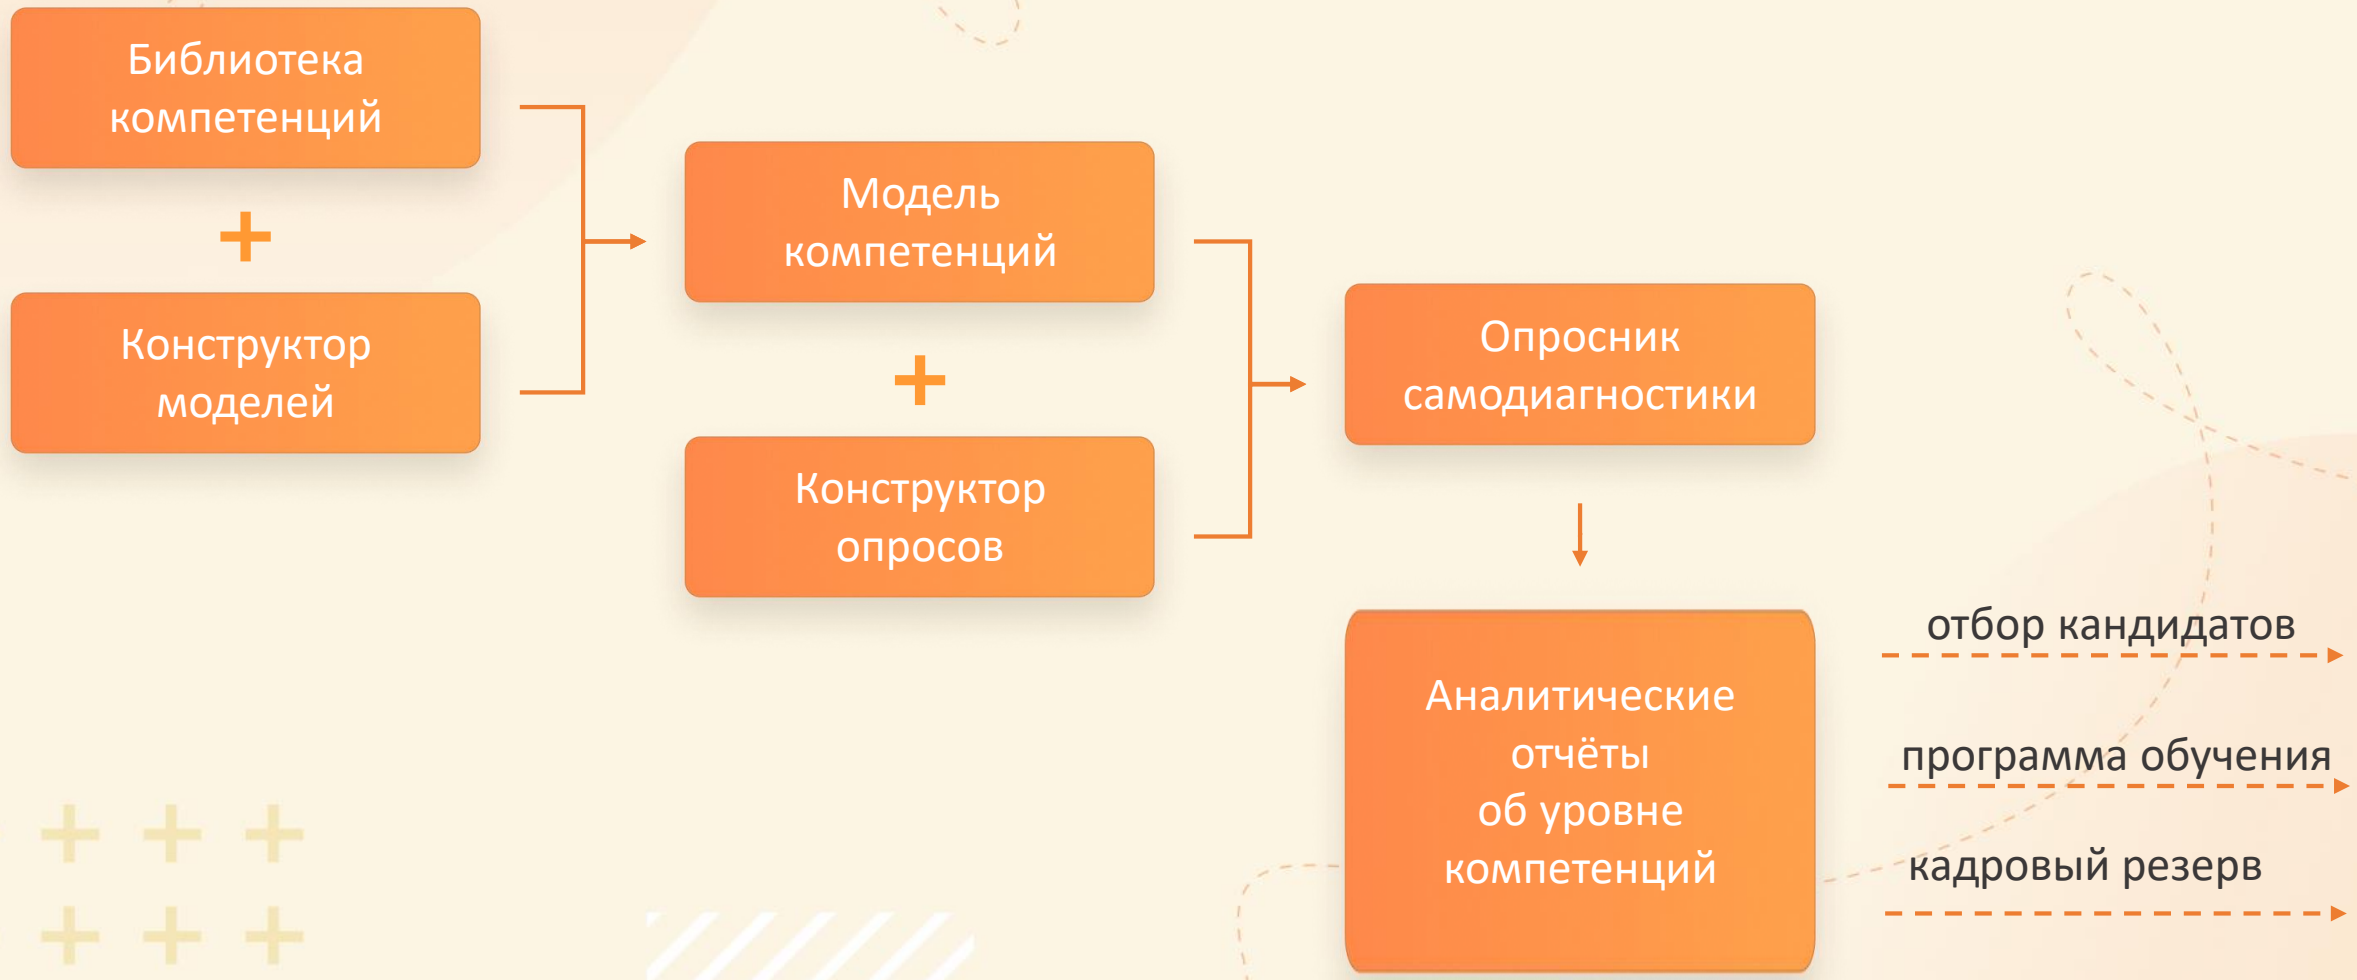 Библиотека
компетенций
+
Конструктор
моделей
Модель
компетенций
+
Конструктор
опросов
Опросник
самодиагностики
Аналитические
отчёты
об уровне
компетенций
отбор кандидатов
программа обучения
кадровый резерв